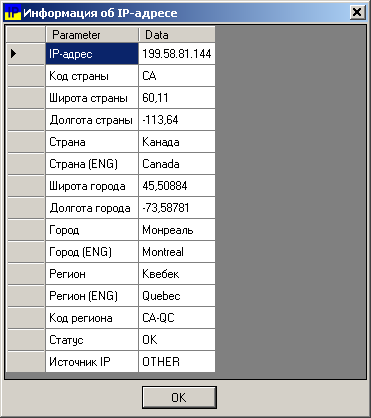 Информация об IP-адресе
Parameter Data
IP-адрес 199.58.81.144
Код страны CA
Широта страны 60,11
Долгота страны -113,64
Страна Канада
Страна (ENG) Canada
Широта города 45,50884
Долгота города -73,58781
Город Монреаль
Город (ENG) Montreal
Регион Квебек
Регион (ENG) Quebec
Код региона CA-QC
Статус OK
Источник IP OTHER
OK